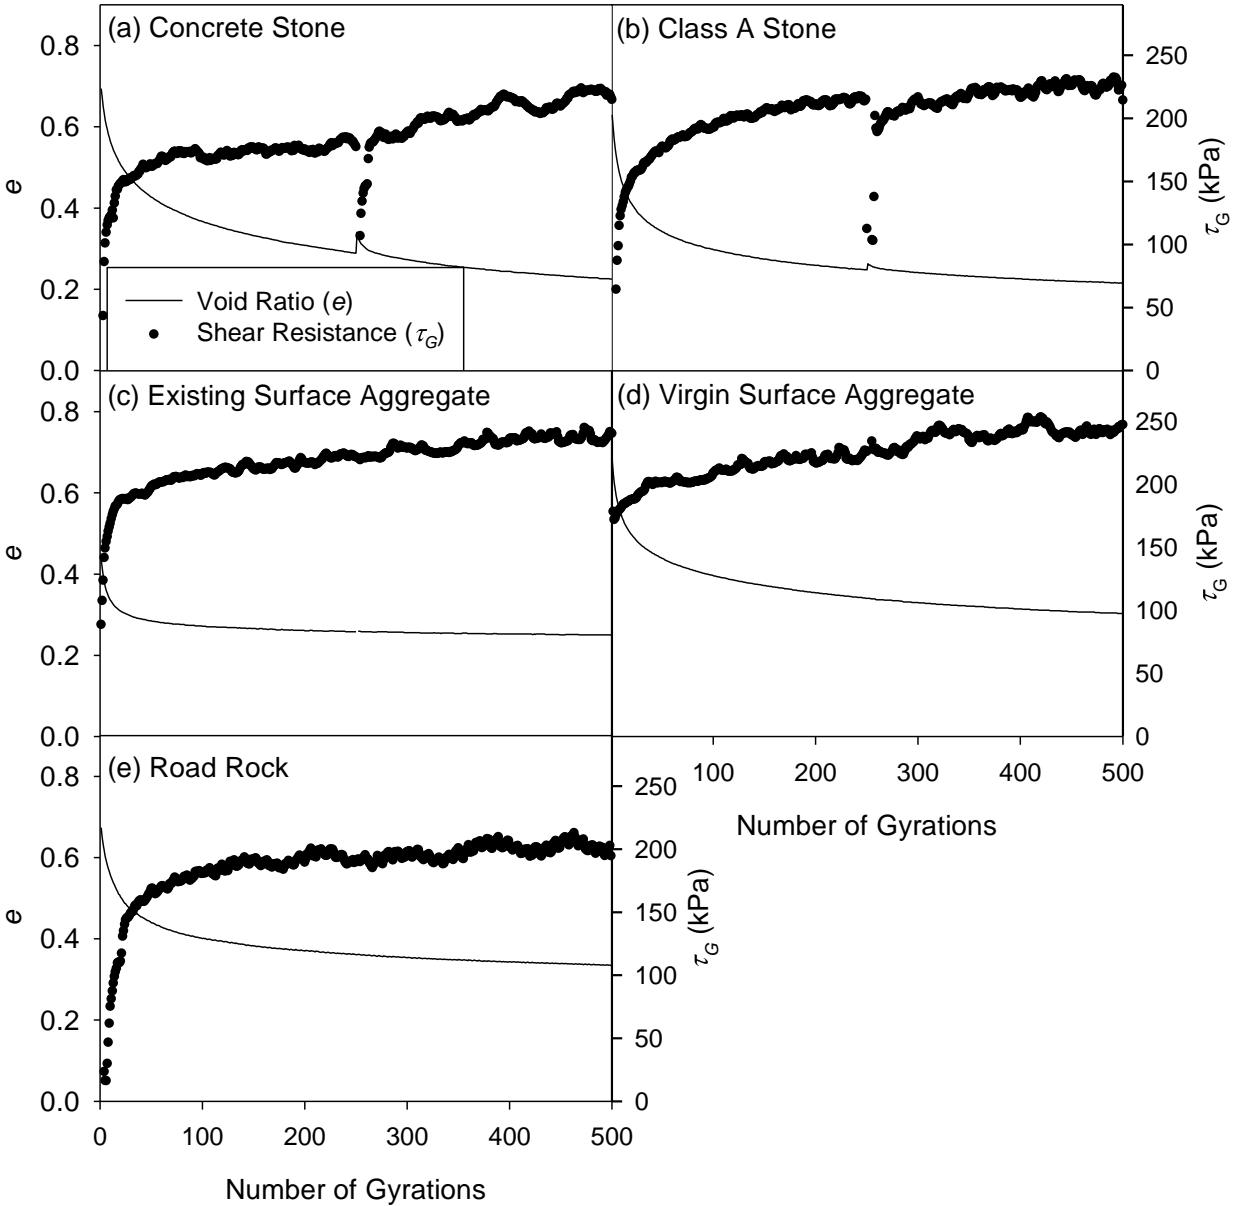 (a) Concrete Stone
(b) Class A Stone
0.8
0.6
0.4
0.2
0.0
e
250
200
150
100
50
0
τG (kPa)
Void Ratio (e)
Shear Resistance (τG)
(c) Existing Surface Aggregate
(d) Virgin Surface Aggregate
0.8
0.6
0.4
0.2
0.0
e
250
200
150
100
50
0
τG (kPa)
100 200 300 400 500
Number of Gyrations
(e) Road Rock
0.8
0.6
0.4
0.2
0.0
e
250
200
150
100
50
0
τG (kPa)
0 100 200 300 400 500
Number of Gyrations